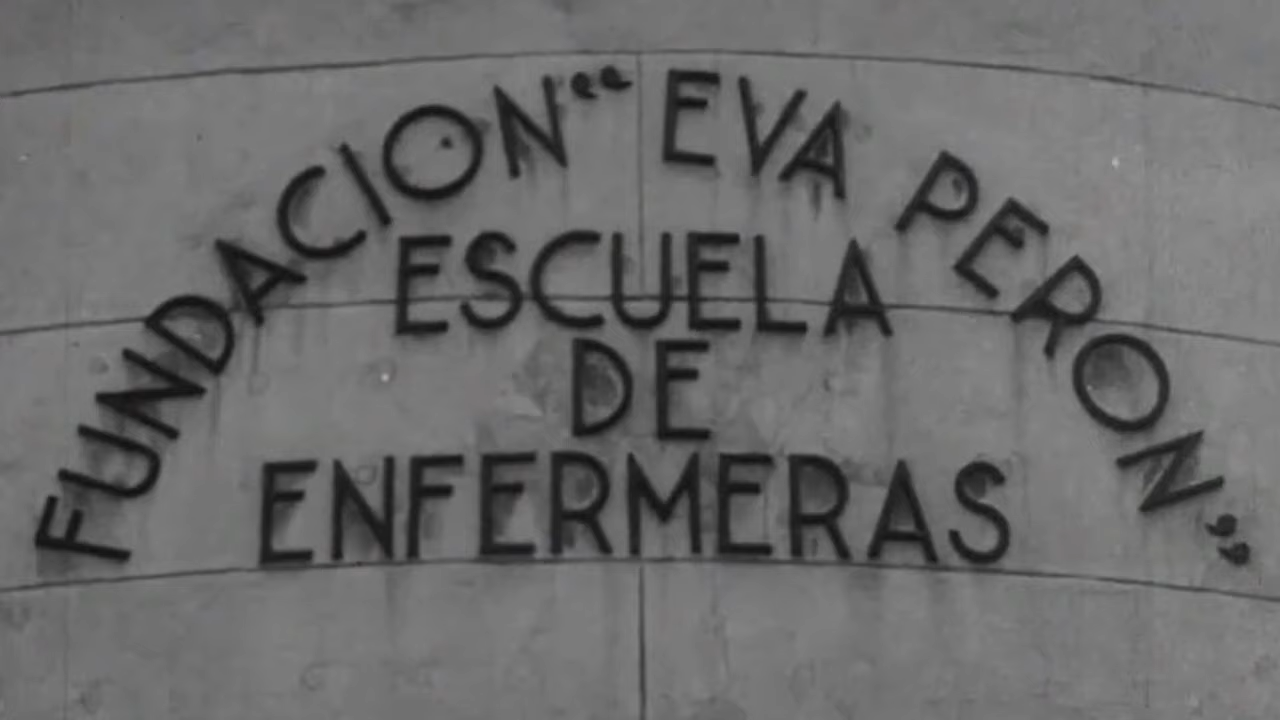 FUNDACION “EVA PERON”
ESCUELA
DE
ENFERMERAS